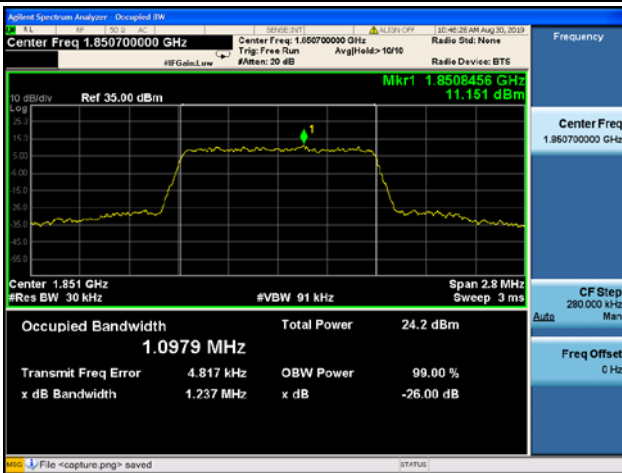 Agilent Spectrum Analyzer - Occupied BW
RL RF 50 Ω AC SENSE:INT ALIGN OFF 10:46:28 AM Aug 30, 2019
Center Freq 1.850700000 GHz
Center Freq: 1.850700000 GHz
Radio Std: None
Trig: Free Run Avg|Hold:> 10/10
#IFGain:Low #Atten: 20 dB Radio Device: BTS
Mkr1 1.8508456 GHz
11.151 dBm
10 dB/div Ref 35.00 dBm
Log
25.0
15.0
5.00
-5.00
-15.0
-25.0
-35.0
-45.0
-55.0
1
Center 1.851 GHz Span 2.8 MHz
#Res BW 30 kHz #VBW 91 kHz Sweep 3 ms
Occupied Bandwidth Total Power 24.2 dBm
1.0979 MHz
Transmit Freq Error 4.817 kHz OBW Power 99.00 %
x dB Bandwidth 1.237 MHz x dB -26.00 dB
MSG File <capture.png> saved STATUS
Frequency
Center Freq
1.850700000 GHz
CF Step
280.000 kHz
Auto Man
Freq Offset
0 Hz